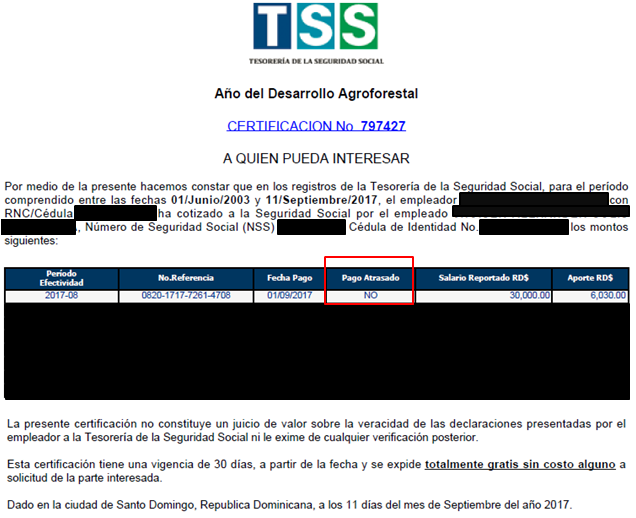 TSS
TESORERÍA DE LA SEGURIDAD SOCIAL
Año del Desarrollo Agroforestal
CERTIFICACION No. 797427
A QUIEN PUEDA INTERESAR
Por medio de la presente hacemos constar que en los registros de la Tesorería de la Seguridad Social, para el período
comprendido entre las fechas 01/Junio/2003 y 11/Septiembre/2017, el empleador con
RNC/Cédula ha cotizado a la Seguridad Social por el empleado
, Número de Seguridad Social (NSS) Cédula de Identidad No. los montos
siguientes:
Período Efectividad No.Referencia Fecha Pago Pago Atrasado Salario Reportado RD$ Aporte RD$
2017-08 0820-1717-7261-4708 01/09/2017 NO 30,000.00 6,030.00
La presente certificación no constituye un juicio de valor sobre la veracidad de las declaraciones presentadas por el
empleador a la Tesorería de la Seguridad Social ni le exime de cualquier verificación posterior.
Esta certificación tiene una vigencia de 30 días, a partir de la fecha y se expide totalmente gratis sin costo alguno a
solicitud de la parte interesada.
Dado en la ciudad de Santo Domingo, Republica Dominicana, a los 11 días del mes de Septiembre del año 2017.